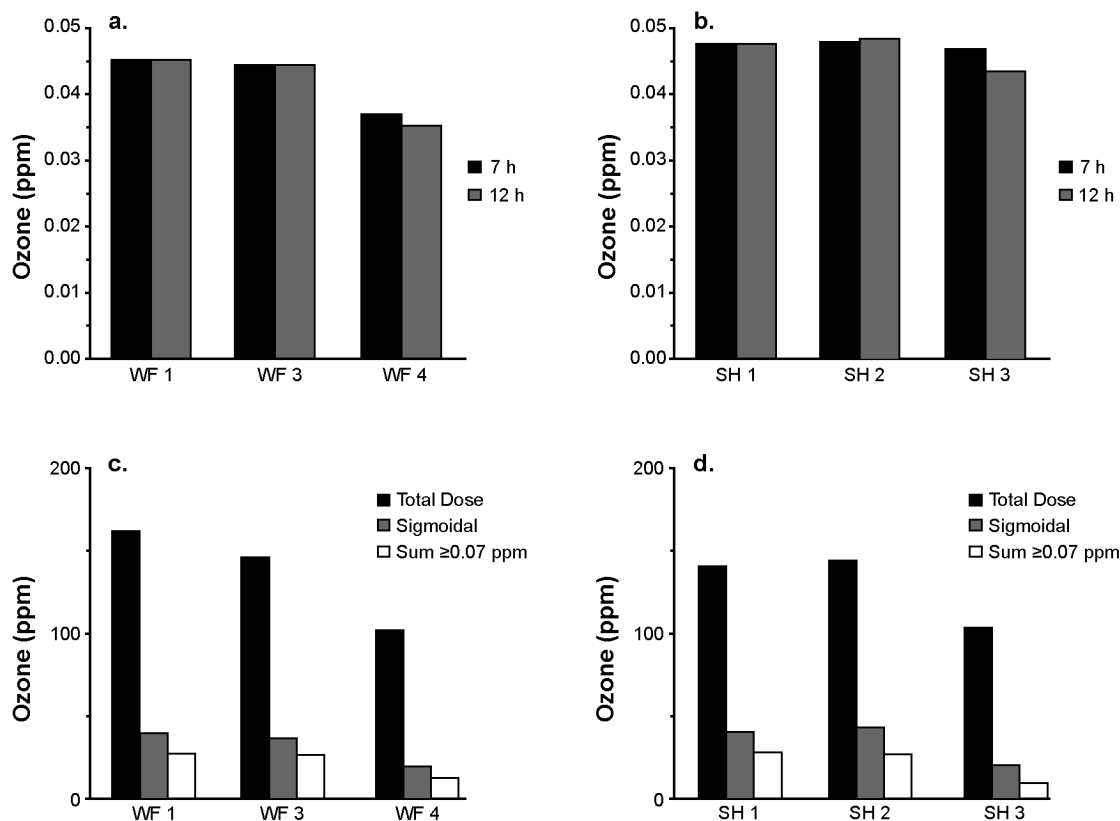 a.
0.05
0.04
0.03
0.02
0.01
0.00
Ozone (ppm)
7 h
12 h
WF 1 WF 3 WF 4
b.
0.05
0.04
0.03
0.02
0.01
0.00
Ozone (ppm)
7 h
12 h
SH 1 SH 2 SH 3
c.
200
100
0
Ozone (ppm)
Total Dose
Sigmoidal
Sum ≥0.07 ppm
WF 1 WF 3 WF 4
d.
200
100
0
Ozone (ppm)
Total Dose
Sigmoidal
Sum ≥0.07 ppm
SH 1 SH 2 SH 3